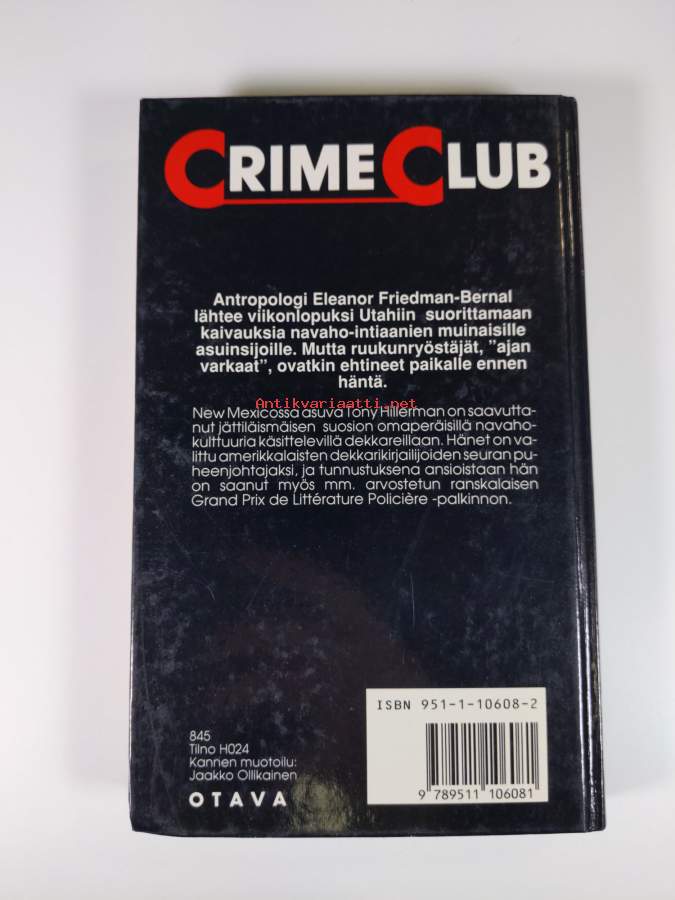 CRIME CLUB
Antropologi Eleanor Friedman-Bernal
lähtee viikonlopuksi Utahiin suorittamaan
kaivauksia navaho-intiaanien muinaisille
asuinsijoille. Mutta ruukunryöstäjät, ”ajan
varkaat”, ovatkin ehtineet paikalle ennen
häntä.
Antikvariaatti.net
New Mexicossa asuva Tony Hillerman on saavutta-
nut jättiläismäisen suosion omaperäisillä navaho-
kulttuuria käsittelevillä dekkareillaan. Hänet on va-
littu amerikkalaisten dekkarikirjailijoiden seuran pu-
heenjohtajaksi, ja tunnustuksena ansioistaan hän
on saanut myös mm. arvostetun ranskalaisen
Grand Prix de Littérature Policière -palkinnon.
ISBN 951-1-10608-2
845
Tilno H024
Kannen muotoilu:
Jaakko Ollikainen
OTAVA
9 789511 106081